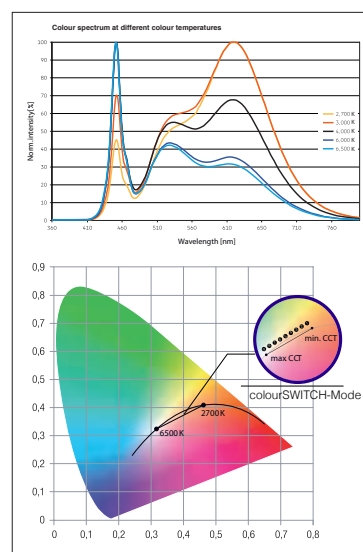 Colour spectrum at different colour temperatures
Norm. intensity [%]
100
90
80
70
60
50
40
30
20
10
0
2,700 K
3,000 K
4,000 K
6,000 K
6,500 K
360 410 460 510 560 610 660 710 760
Wavelength [nm]
0,9
0,7
0,6
0,5
0,4
0,3
0,2
0,1
0
min. CCT
max CCT
colourSWITCH-Mode
2700K
6500K
0 0,1 0,2 0,3 0,4 0,5 0,6 0,7 0,8